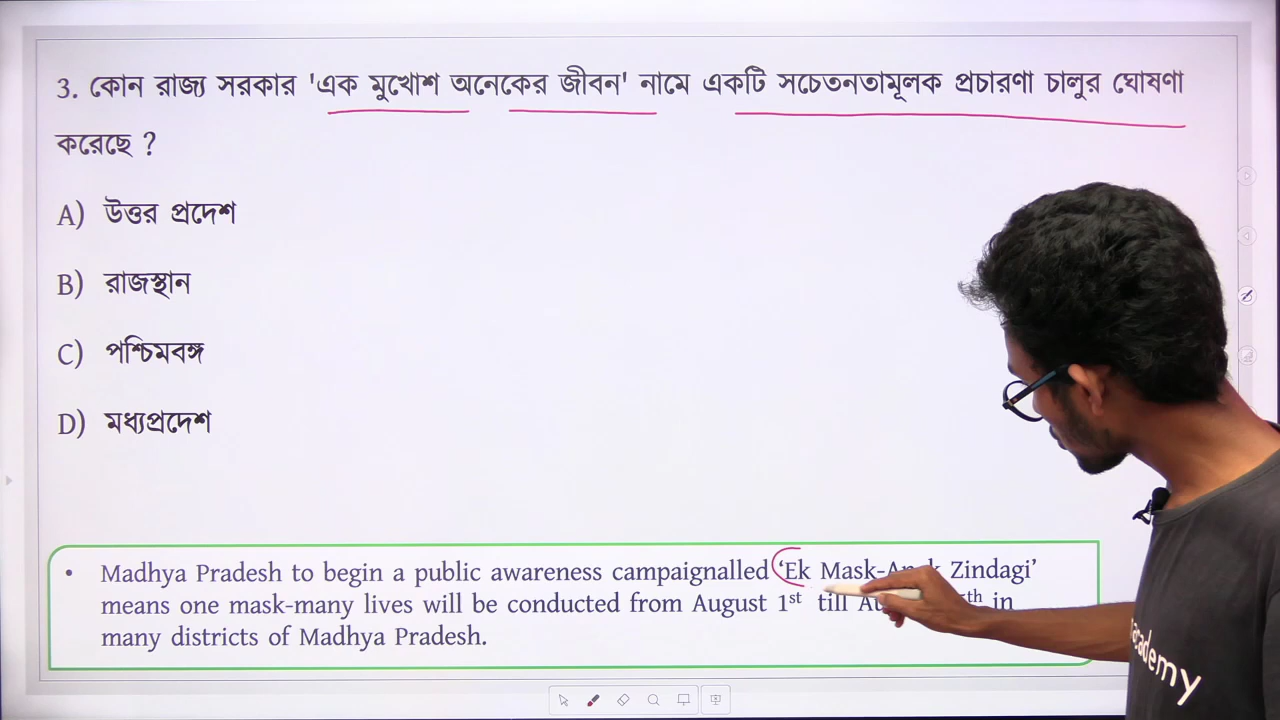 3. কোন রাজ্য সরকার 'এক মুখোশ অনেকের জীবন' নামে একটি সচেতনতামূলক প্রচারণা চালুর ঘোষণা
করেছে ?
A) উত্তর প্রদেশ
B) রাজস্থান
C) পশ্চিমবঙ্গ
D) মধ্যপ্রদেশ
• Madhya Pradesh to begin a public awareness campaignalled ‘Ek Mask- Zindagi’
means one mask-many lives will be conducted from August 1st till in
many districts of Madhya Pradesh.